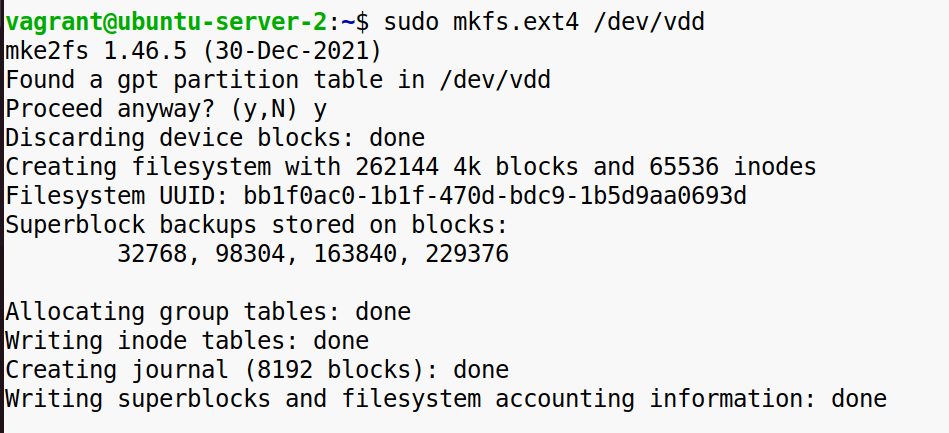 vagrant@ubuntu-server-2:~$ sudo mkfs.ext4 /dev/vdd
mke2fs 1.46.5 (30-Dec-2021)
Found a gpt partition table in /dev/vdd
Proceed anyway? (y,N) y
Discarding device blocks: done
Creating filesystem with 262144 4k blocks and 65536 inodes
Filesystem UUID: bb1f0ac0-1b1f-470d-bdc9-1b5d9aa0693d
Superblock backups stored on blocks:
        32768, 98304, 163840, 229376
Allocating group tables: done
Writing inode tables: done
Creating journal (8192 blocks): done
Writing superblocks and filesystem accounting information: done